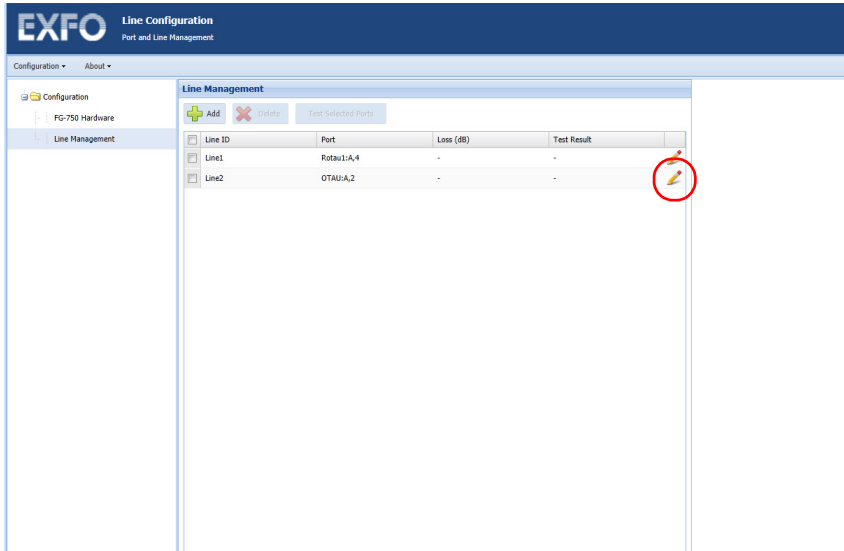 EXFO
Line Configuration
Port and Line Management
Configuration
About
Configuration
FG-750 Hardware
Line Management
Line Management
Add
Delete
Test Selected Ports
Line ID Port Loss (dB) Test Result
Line1 Rotau1:A,4 - -
Line2 OTAU:A,2 - -